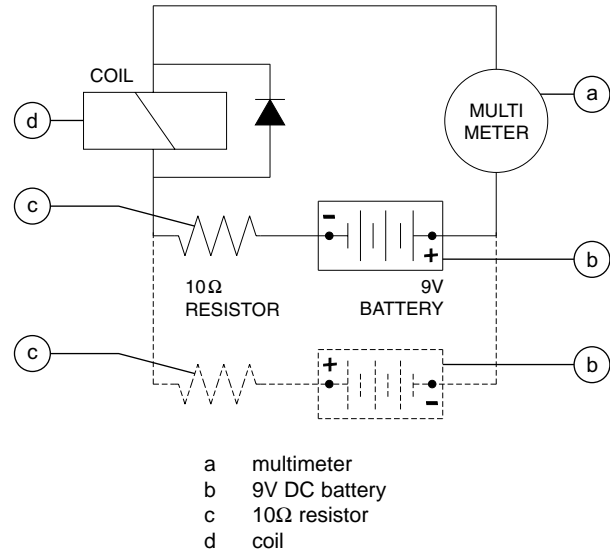 COIL
a
MULTI
METER
d
c
-
+
10Ω
RESISTOR
9V
BATTERY
b
c
+
-
b
a multimeter
b 9V DC battery
c 10Ω resistor
d coil